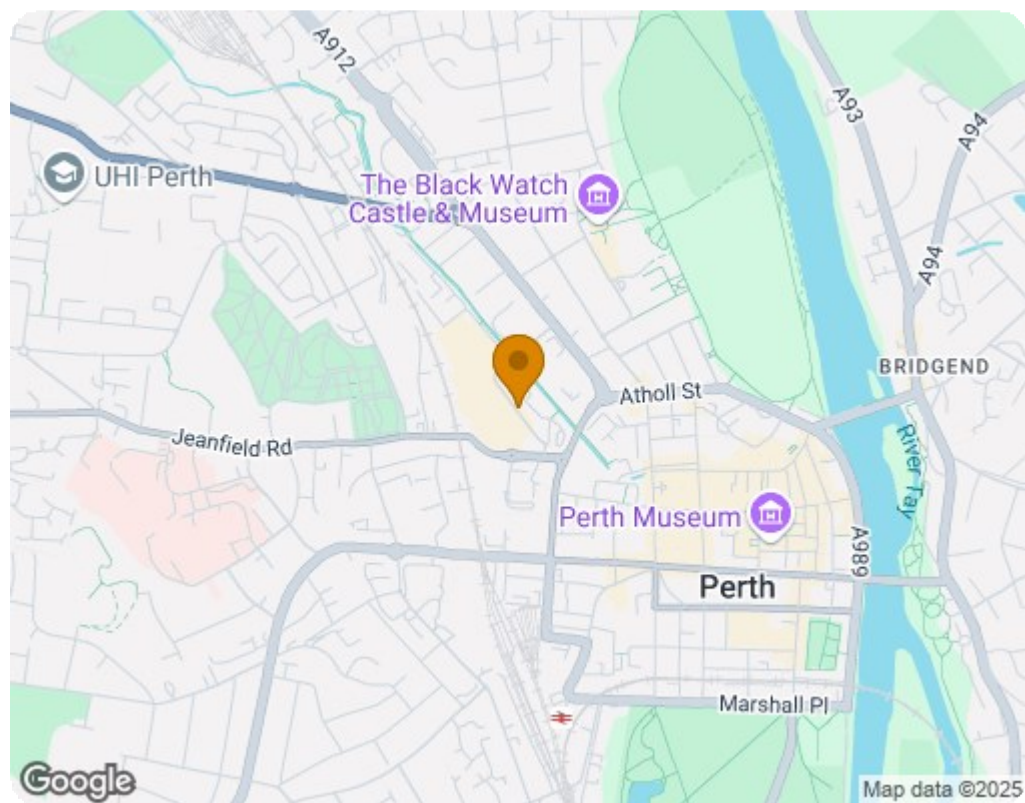 A912
A93
A94
UHI Perth
The Black Watch
Castle & Museum
A94
BRIDGEND
Atholl St
Jeanfield Rd
River Tay
Perth Museum
A989
Perth
Marshall Pl
Google
Map data ©2025